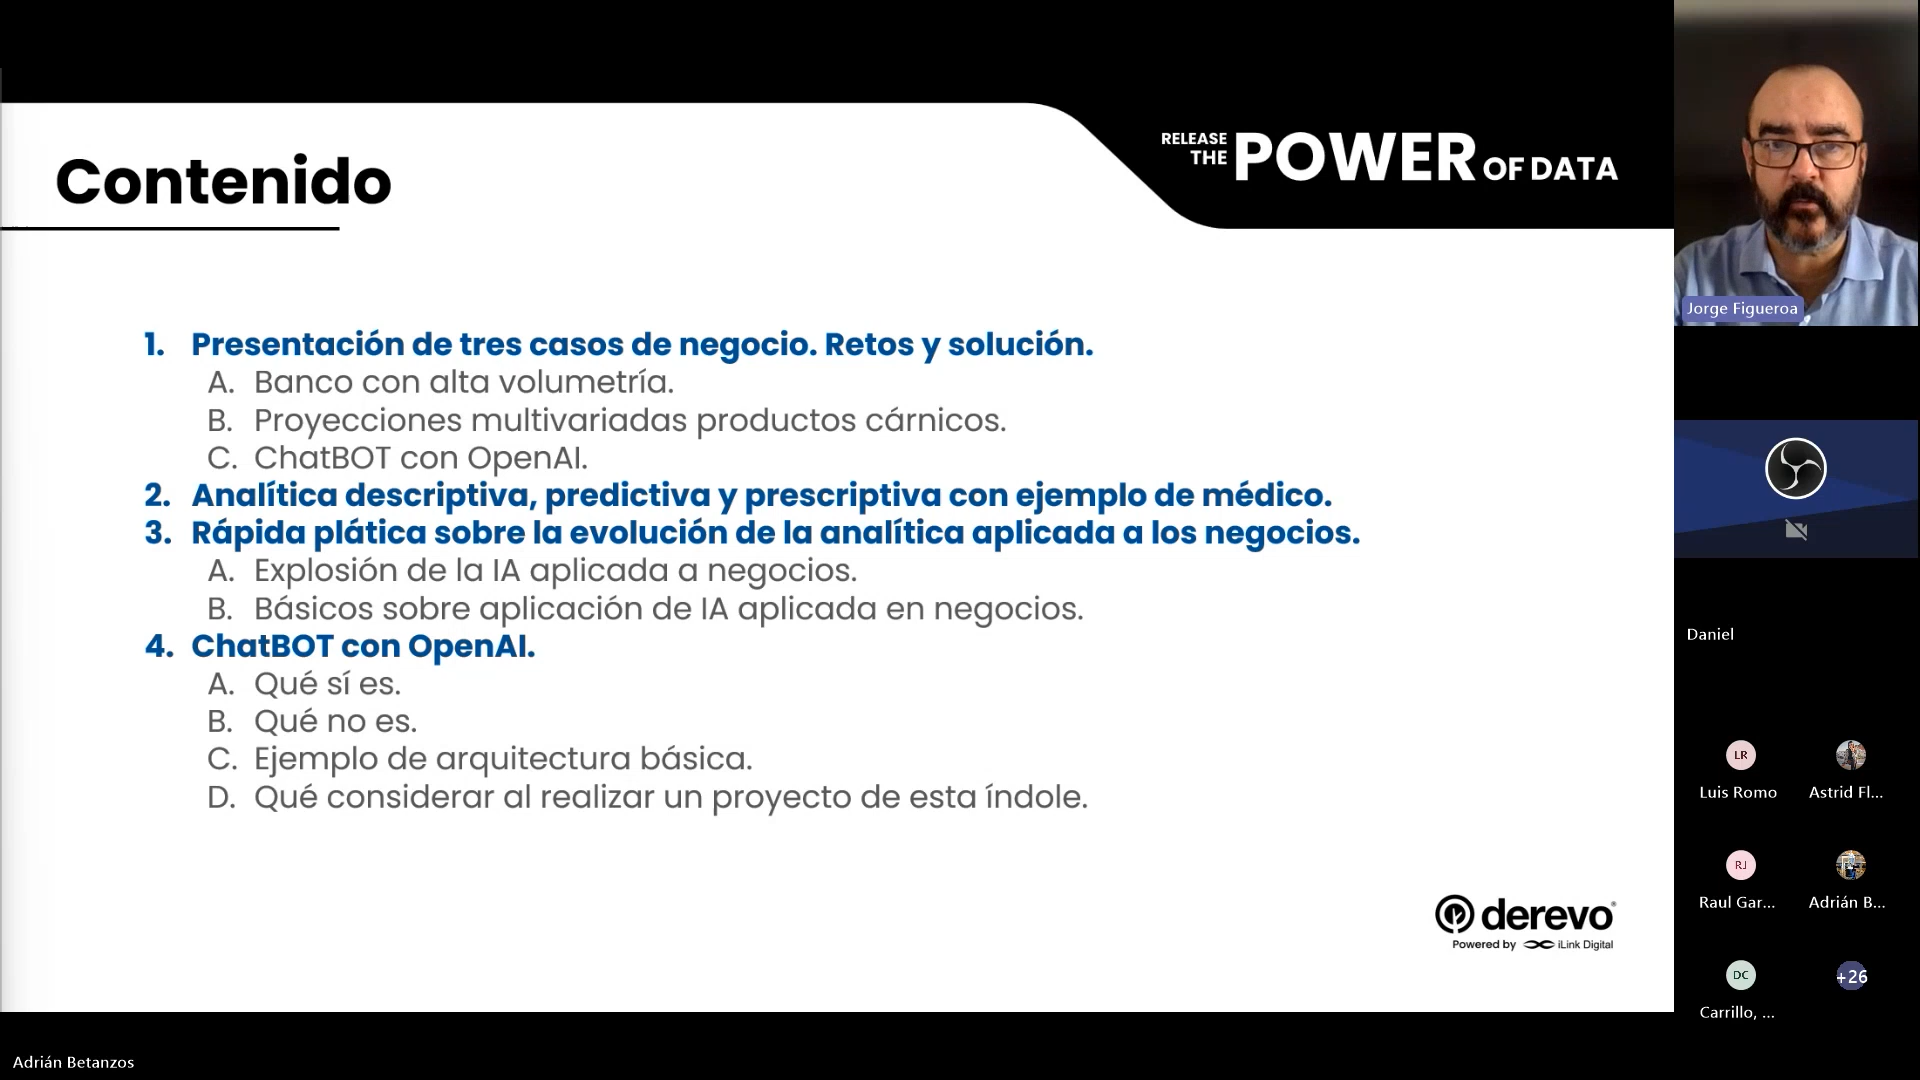 RELEASE
THE POWER OF DATA
Contenido
1. Presentación de tres casos de negocio. Retos y solución.
A. Banco con alta volumetría.
B. Proyecciones multivariadas productos cárnicos.
C. ChatBOT con OpenAI.
2. Analítica descriptiva, predictiva y prescriptiva con ejemplo de médico.
3. Rápida plática sobre la evolución de la analítica aplicada a los negocios.
A. Explosión de la IA aplicada a negocios.
B. Básicos sobre aplicación de IA aplicada en negocios.
4. ChatBOT con OpenAI.
A. Qué sí es.
B. Qué no es.
C. Ejemplo de arquitectura básica.
D. Qué considerar al realizar un proyecto de esta índole.
derevo®
Powered by iLink Digital
Adrián Betanzos
Jorge Figueroa
Daniel
LR
Luis Romo
Astrid Fl...
RJ
Raul Gar...
Adrián B...
DC
Carrillo, ...
+26